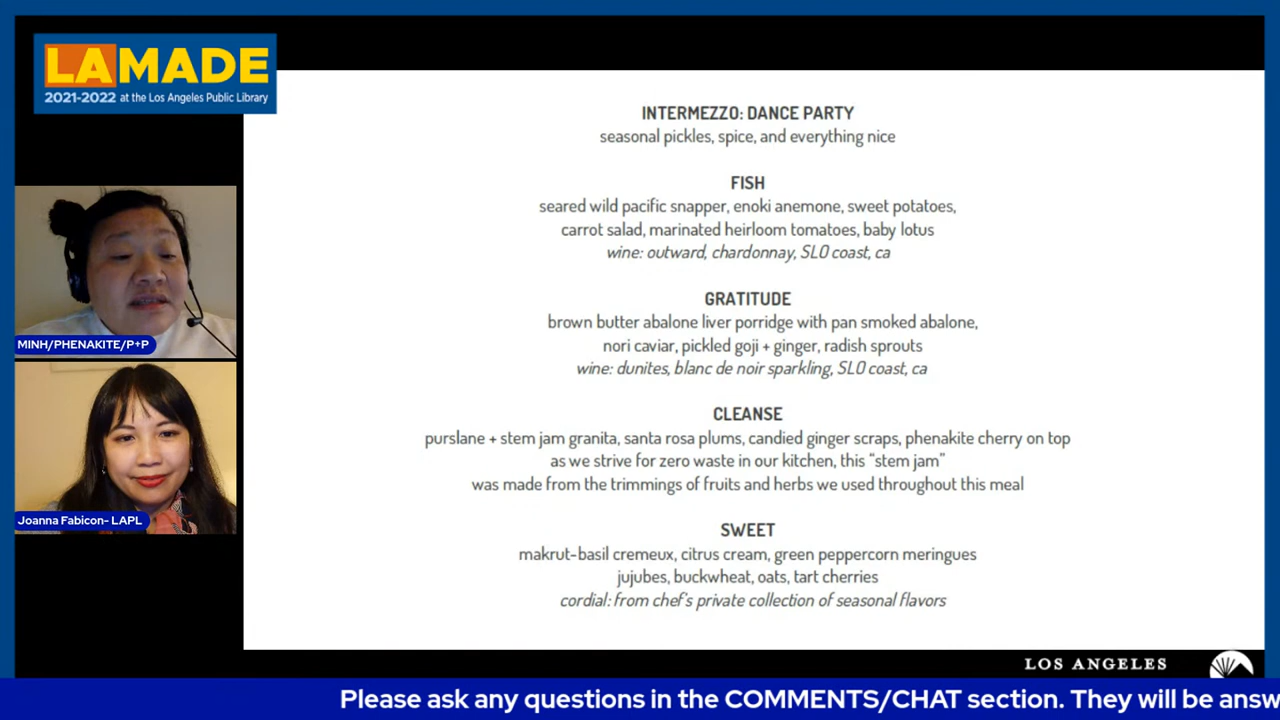 LAMADE
2021-2022 at the Los Angeles Public Library
INTERMEZZO: DANCE PARTY
seasonal pickles, spice, and everything nice
FISH
seared wild pacific snapper, enoki anemone, sweet potatoes,
carrot salad, marinated heirloom tomatoes, baby lotus
wine: outward, chardonnay, SLO coast, ca
GRATITUDE
brown butter abalone liver porridge with pan smoked abalone,
nori caviar, pickled goji + ginger, radish sprouts
wine: dunites, blanc de noir sparkling, SLO coast, ca
CLEANSE
purslane + stem jam granita, santa rosa plums, candied ginger scraps, phenakite cherry on top
as we strive for zero waste in our kitchen, this “stem jam”
was made from the trimmings of fruits and herbs we used throughout this meal
SWEET
makrut-basil cremeux, citrus cream, green peppercorn meringues
jujubes, buckwheat, oats, tart cherries
cordial: from chef's private collection of seasonal flavors
MINH/PHENAKITE/P+P
Joanna Fabicon- LAPL
LOS ANGELES
Please ask any questions in the COMMENTS/CHAT section. They will be answ